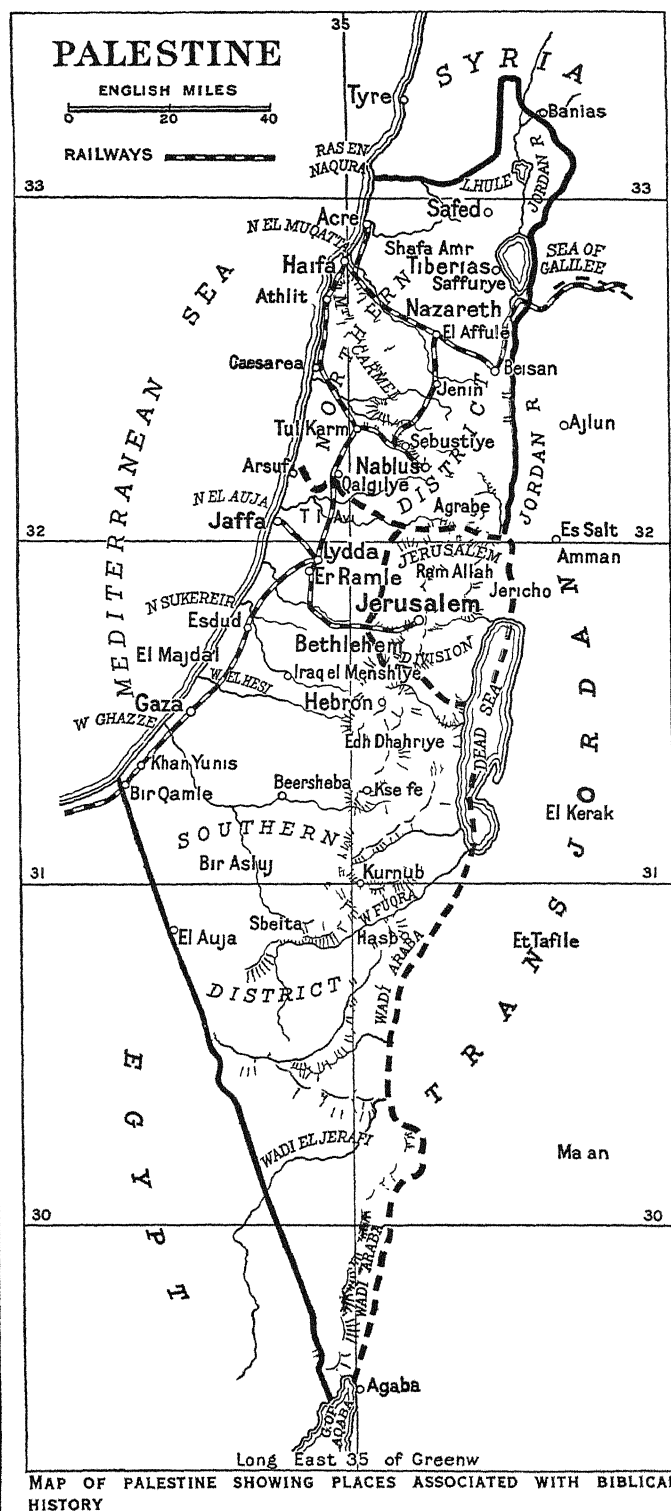 PALESTINE
ENGLISH MILES
0 20 40
RAILWAYS
35
SYRIA
Tyre
Banias
RAS EN
NAQURA
33
L.HULE
JORDAN R
33
Safed
Acre
N EL MUQATTA
Shafa Amr
Haifa
Tiberias
SEA OF
GALILEE
Saffurye
Athlit
Nazareth
El Affule
MEDITERRANEAN SEA
Caesarea
Mt CARMEL
Beisan
Jenin
NORTHERN
DISTRICT
Tul Karm
Ajlun
Sebustiye
Arsuf
Nablus
Qalqilye
JORDAN R
N EL AUJA
T I Av
Agrabe
Jaffa
32
Es Salt
32
Amman
Lydda
JERUSALEM
Er Ramle
Ram Allah
Jericho
N SUKEREIR
Jerusalem
Esdud
Bethlehem
DIVISION
El Majdal
Iraq el Menshiye
W EL HESI
Gaza
Hebron
W GHAZZE
DEAD SEA
Edh Dhahriye
Khan Yunis
Bir Qamle
Beersheba
Kse fe
El Kerak
SOUTHERN
Bir Asluj
31
Kurnub
31
W FUQRA
Sbeita
El Auja
Hasb
WADI ARABA
Et Tafile
DISTRICT
TRANS JORDAN
EGYPT
WADI EL JERAFI
Ma an
30
30
WADI ARABA
Agaba
G.OF
AQABA
Long East 35 of Greenw
MAP OF PALESTINE SHOWING PLACES ASSOCIATED WITH BIBLICAL
HISTORY